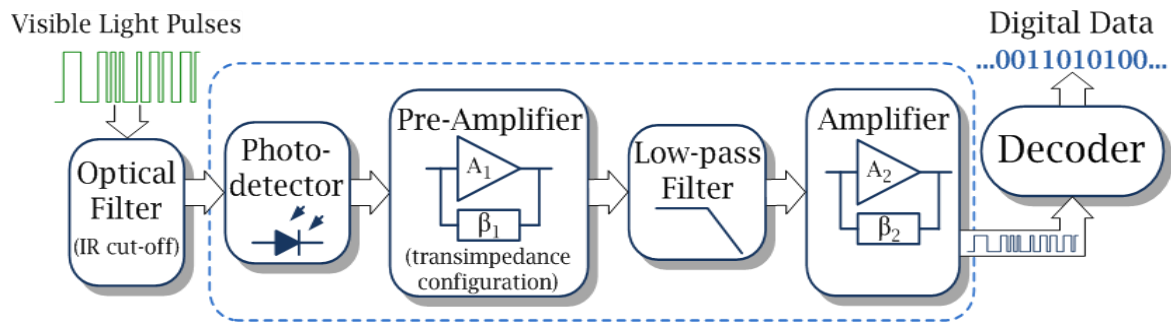 Visible Light Pulses
Optical
Filter
(IR cut-off)
Photo-
detector
Pre-Amplifier
A1
β1
(transimpedance
configuration)
Low-pass
Filter
Amplifier
A2
β2
Digital Data
...0011010100...
Decoder